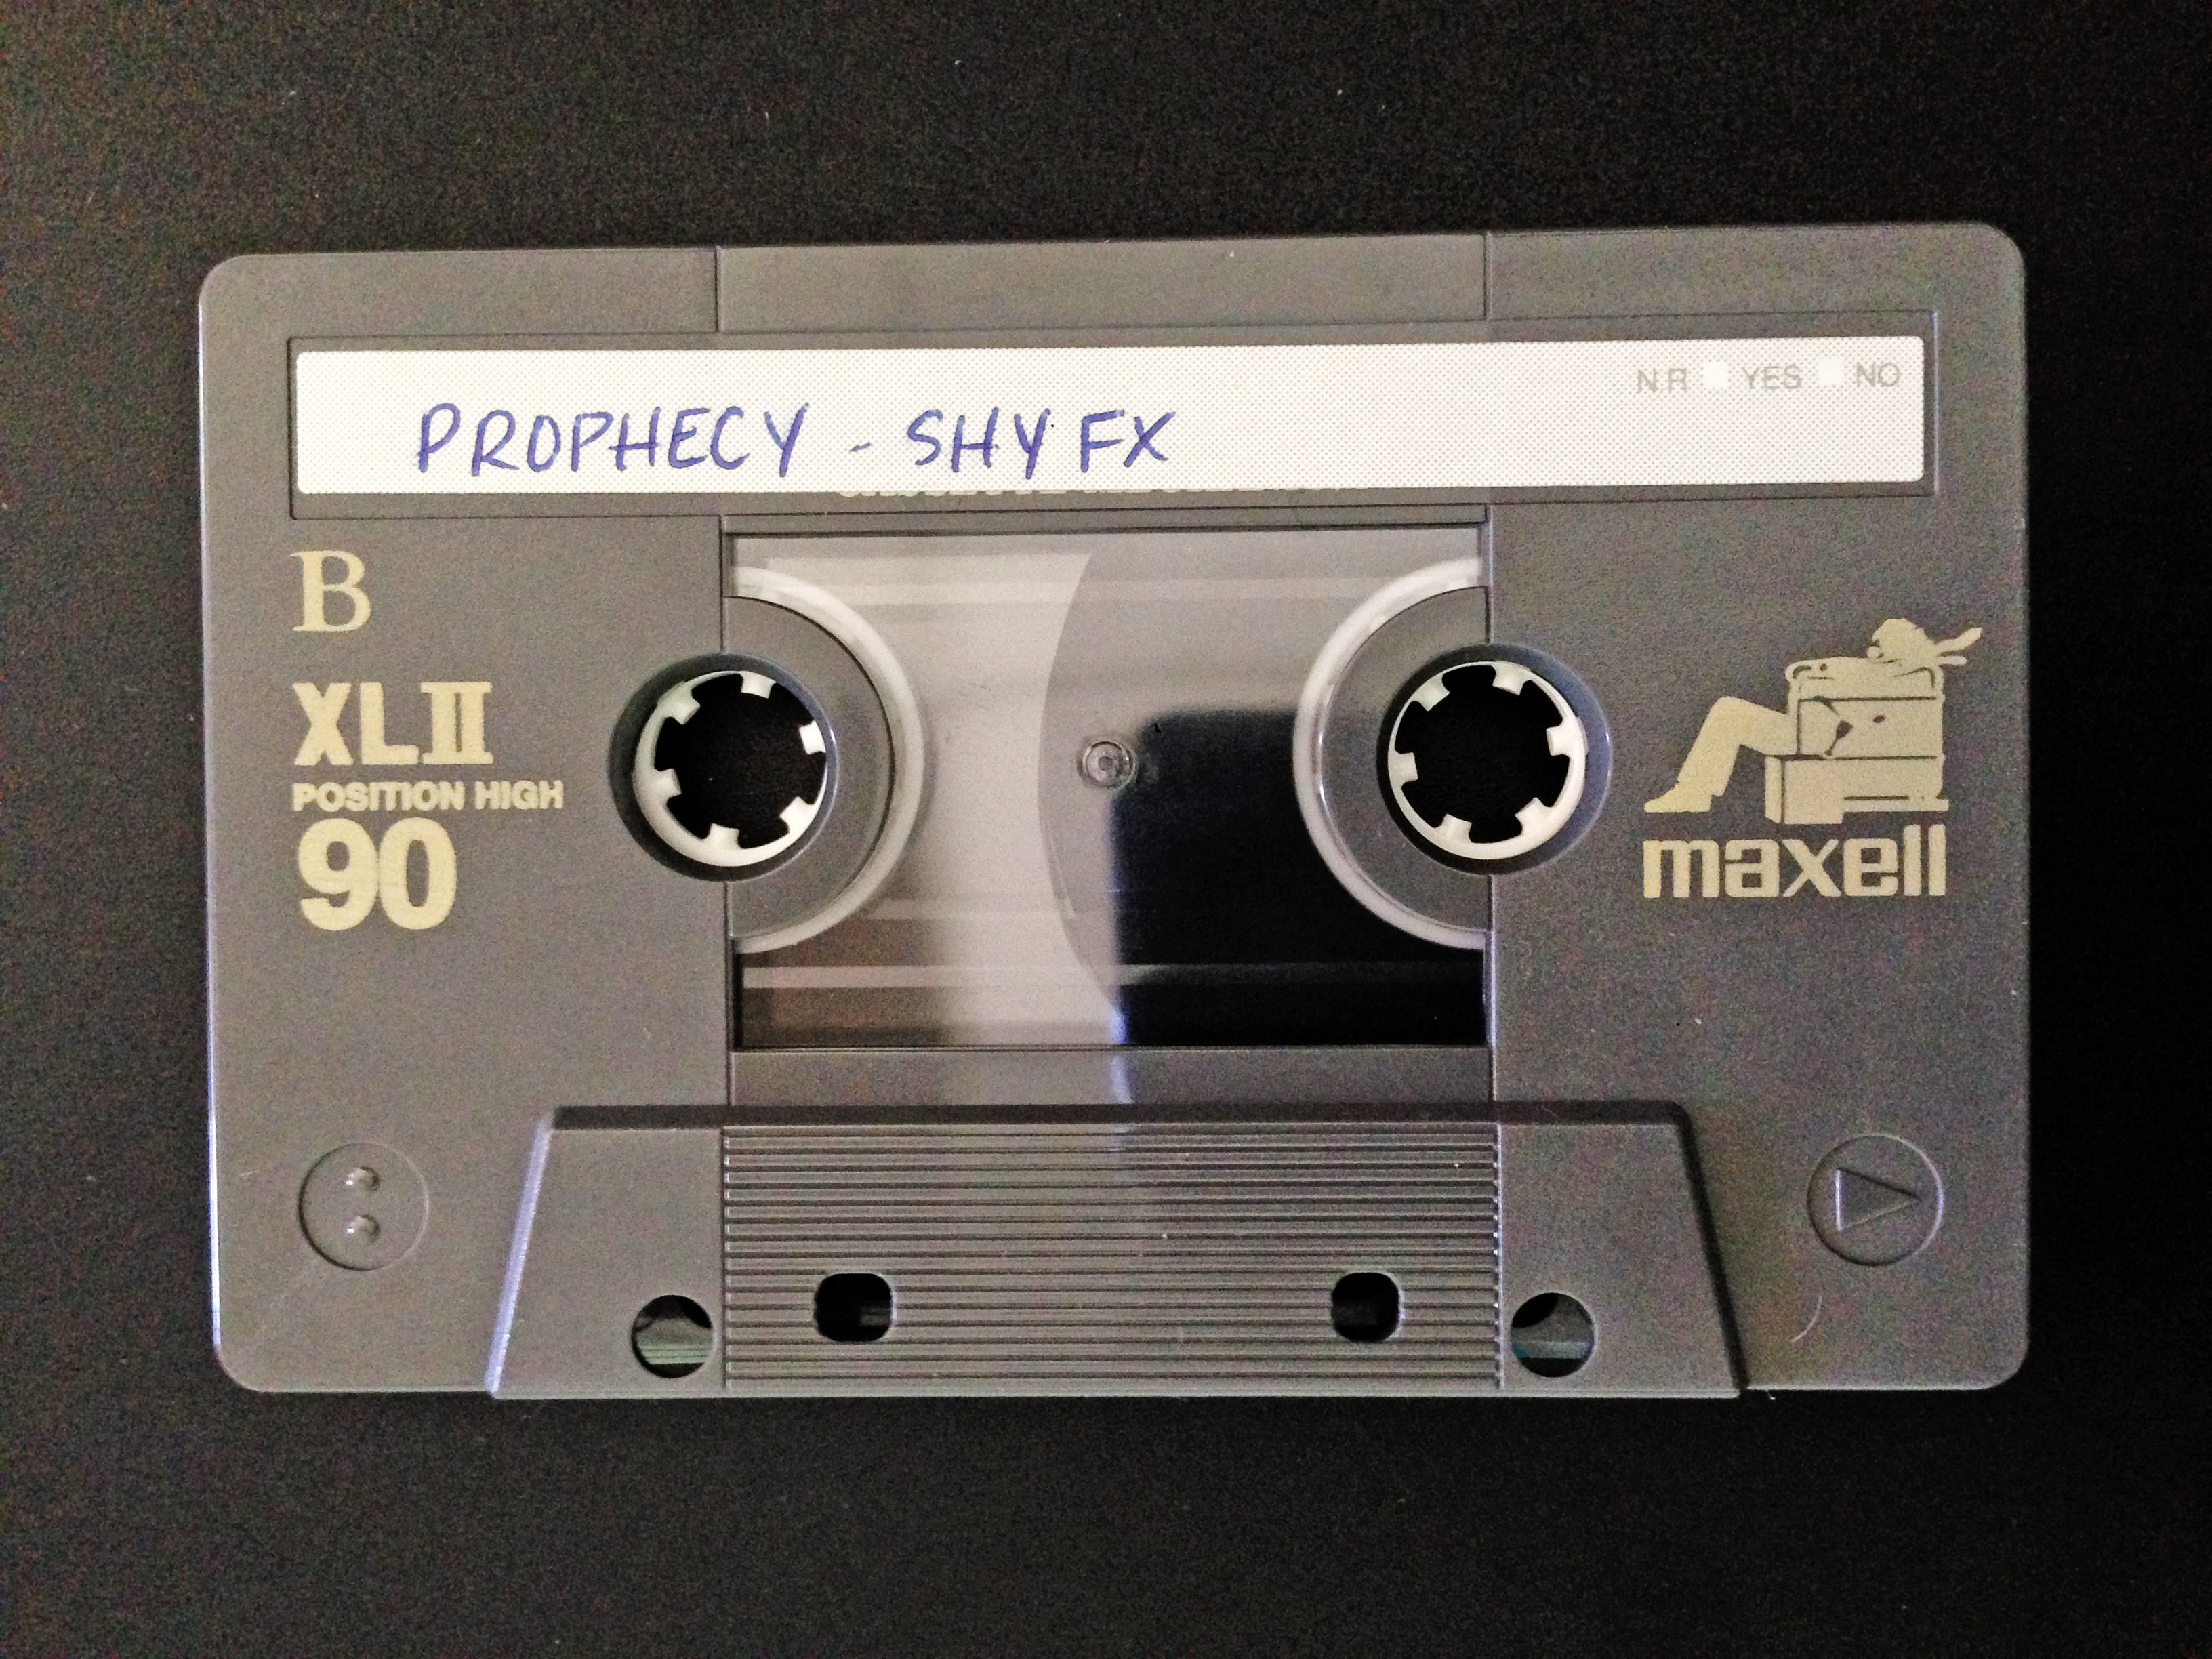 N.R YES NO
PROPHECY - SHY FX
B
XLII
POSITION HIGH
90
maxell